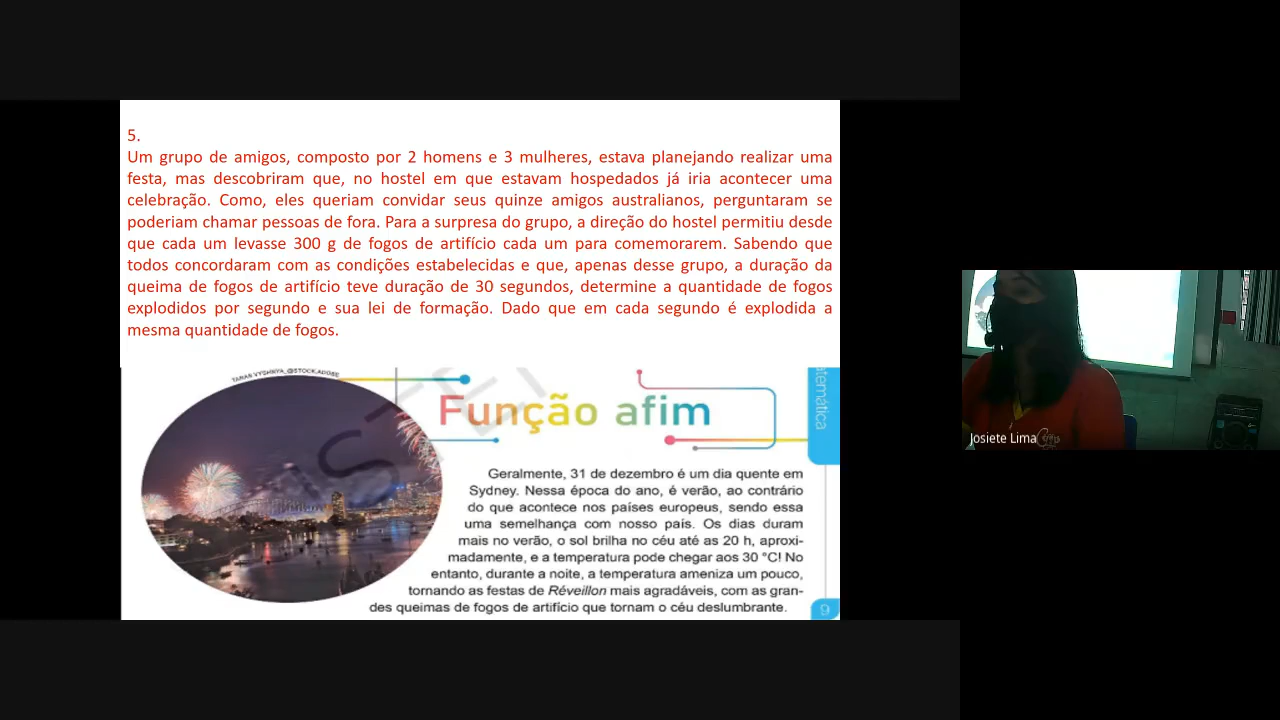 5.
Um grupo de amigos, composto por 2 homens e 3 mulheres, estava planejando realizar uma
festa, mas descobriram que, no hostel em que estavam hospedados já iria acontecer uma
celebração. Como, eles queriam convidar seus quinze amigos australianos, perguntaram se
poderiam chamar pessoas de fora. Para a surpresa do grupo, a direção do hostel permitiu desde
que cada um levasse 300 g de fogos de artifício cada um para comemorarem. Sabendo que
todos concordaram com as condições estabelecidas e que, apenas desse grupo, a duração da
queima de fogos de artifício teve duração de 30 segundos, determine a quantidade de fogos
explodidos por segundo e sua lei de formação. Dado que em cada segundo é explodida a
mesma quantidade de fogos.
TARAS VYSHNYA_@STOCK.ADOBE
Função afim
temática
Geralmente, 31 de dezembro é um dia quente em
Sydney. Nessa época do ano, é verão, ao contrário
do que acontece nos países europeus, sendo essa
uma semelhança com nosso país. Os dias duram
mais no verão, o sol brilha no céu até as 20 h, aproxi-
madamente, e a temperatura pode chegar aos 30 °C! No
entanto, durante a noite, a temperatura ameniza um pouco,
tornando as festas de Réveillon mais agradáveis, com as gran-
des queimas de fogos de artifício que tornam o céu deslumbrante.
Josiete Lima